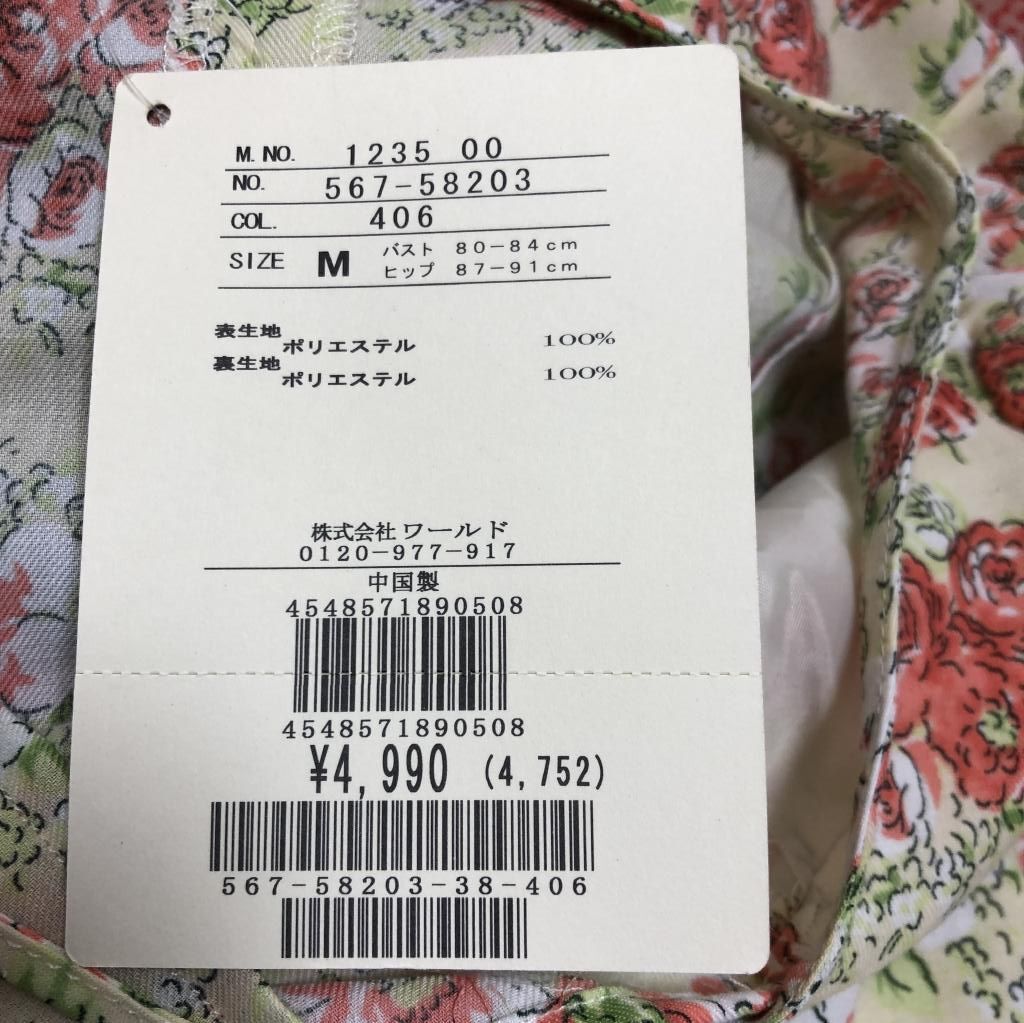 M. NO. 1235 00
NO. 567-58203
COL. 406
SIZE M バスト 80-84cm
ヒップ 87-91cm
表生地
ポリエステル 100%
裏生地
ポリエステル 100%
株式会社 ワールド
0120-977-917
中国製
4548571890508
4548571890508
¥4,990 (4,752)
567-58203-38-406